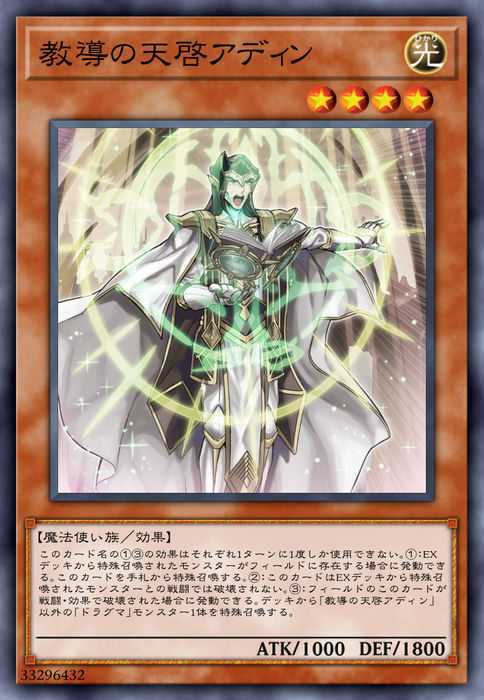 教導の天啓アディン
ひかり
光
【魔法使い族／効果】
このカード名の①③の効果はそれぞれ1ターンに1度しか使用できない。①:EX
デッキから特殊召喚されたモンスターがフィールドに存在する場合に発動でき
る。このカードを手札から特殊召喚する。②:このカードはEXデッキから特殊召
喚されたモンスターとの戦闘では破壊されない。③:フィールドのこのカードが
戦闘・効果で破壊された場合に発動できる。デッキから「教導の天啓アディン」
以外の「ドラグマ」モンスター1体を特殊召喚する。
ATK/1000 DEF/1800
33296432